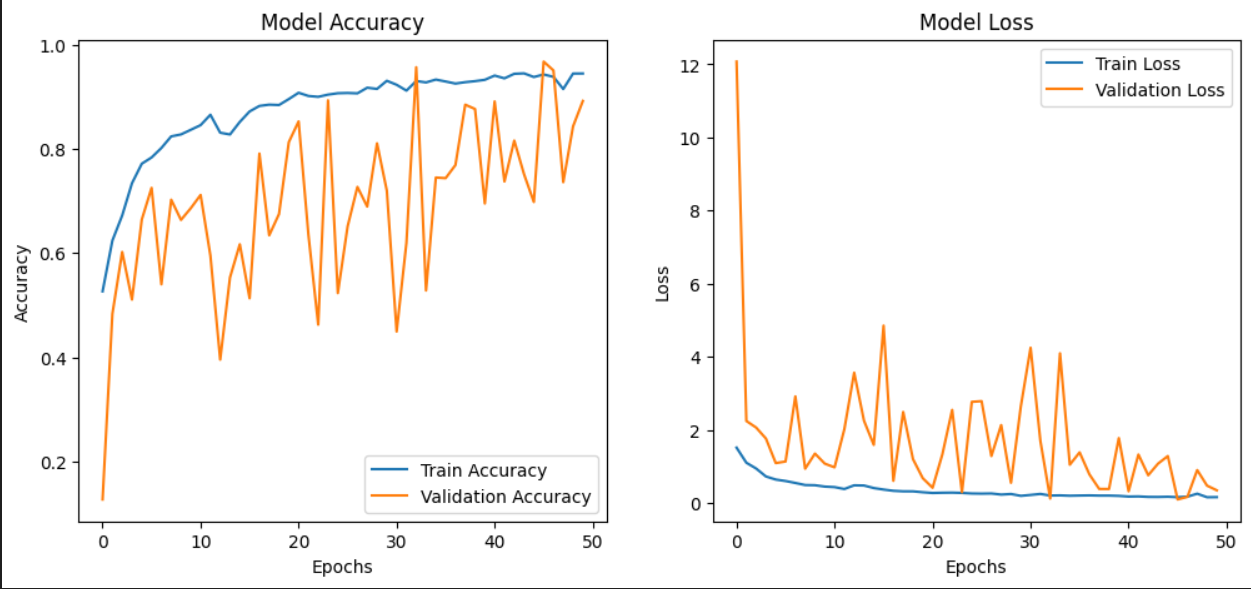 Model Accuracy
1.0
0.8
0.6
0.4
0.2
Accuracy
Train Accuracy
Validation Accuracy
0 10 20 30 40 50
Epochs
Model Loss
12
10
8
6
4
2
0
Loss
Train Loss
Validation Loss
0 10 20 30 40 50
Epochs